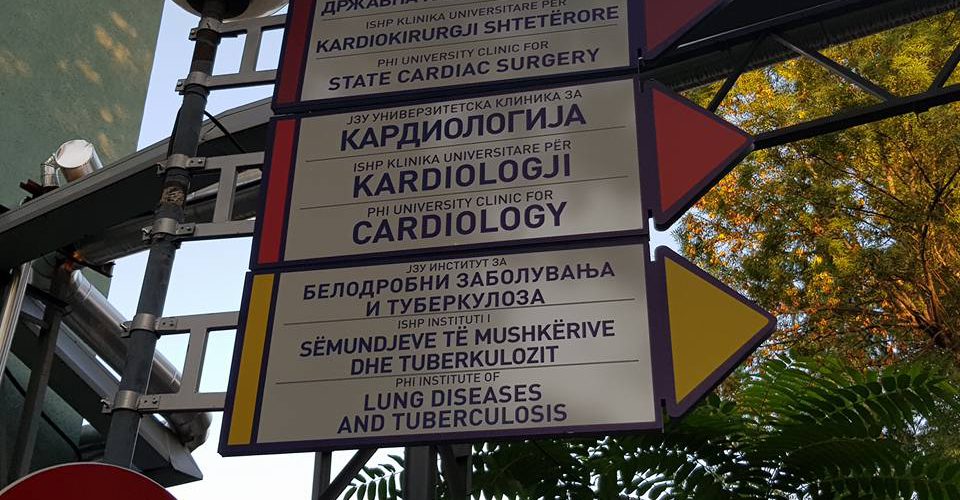 ДРЖАВНА
ISHP KLINIKA UNIVERSITARE PËR
KARDIOKIRURGJI SHTETËRORE
PHI UNIVERSITY CLINIC FOR
STATE CARDIAC SURGERY
ЈЗУ УНИВЕРЗИТЕТСКА КЛИНИКА ЗА
КАРДИОЛОГИЈА
ISHP KLINIKA UNIVERSITARE PËR
KARDIOLOGJI
PHI UNIVERSITY CLINIC FOR
CARDIOLOGY
ЈЗУ ИНСТИТУТ ЗА
БЕЛОДРОБНИ ЗАБОЛУВАЊА
И ТУБЕРКУЛОЗА
ISHP INSTITUTI I
SËMUNDJEVE TË MUSHKËRIVE
DHE TUBERKULOZIT
PHI INSTITUTE OF
LUNG DISEASES
AND TUBERCULOSIS